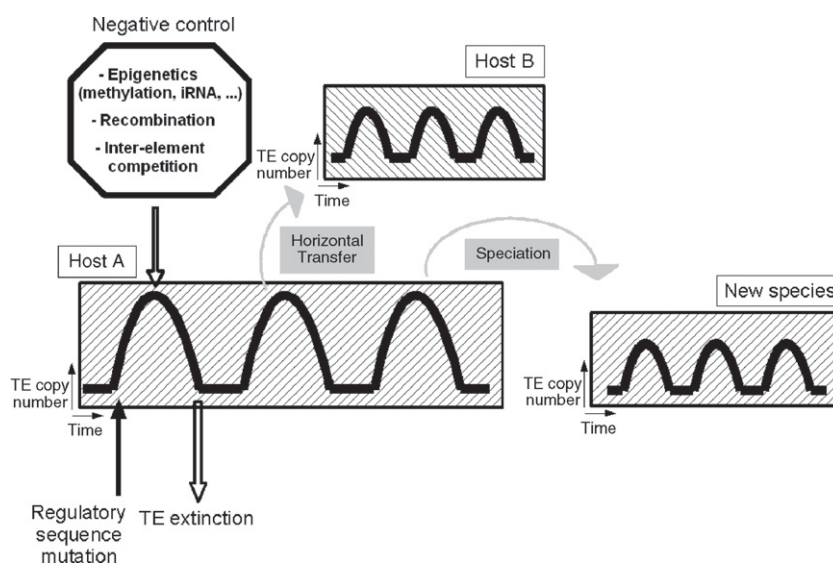 Negative control
- Epigenetics
(methylation, iRNA, ...)
- Recombination
- Inter-element
competition
Host B
TE copy
number
Time
Horizontal
Transfer
Speciation
Host A
TE copy
number
Time
New species
TE copy
number
Time
Regulatory
sequence
mutation
TE extinction